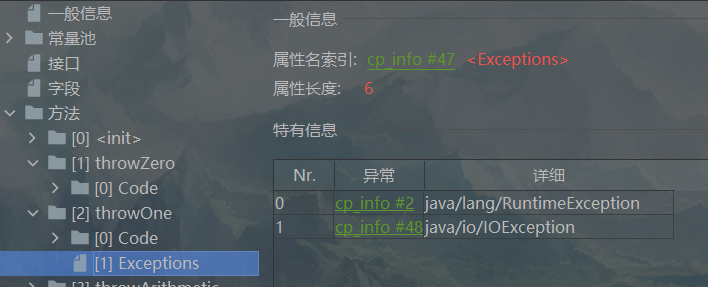 一般信息
常量池
接口
字段
方法
[0] <init>
[1] throwZero
[0] Code
[2] throwOne
[0] Code
[1] Exceptions
[3] throwArithmetic
一般信息
属性名索引: cp_info #47 <Exceptions>
属性长度: 6
特有信息
Nr. 异常 详细
0 cp_info #2 java/lang/RuntimeException
1 cp_info #48 java/io/IOException